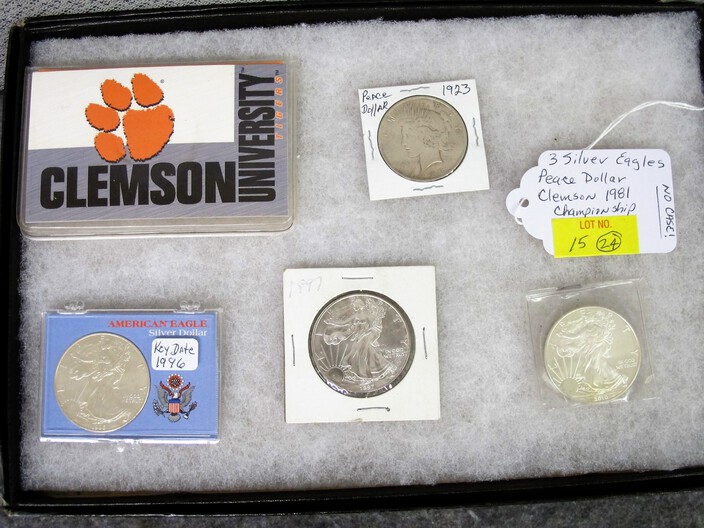 CLEMSON
UNIVERSITY
TIGERS
Peace
Dollar
1923
3 Silver Eagles
Peace Dollar
Clemson 1981
Championship
NO CASE!
LOT NO.
15 24
AMERICAN EAGLE
Silver Dollar
Key Date
1996
1997